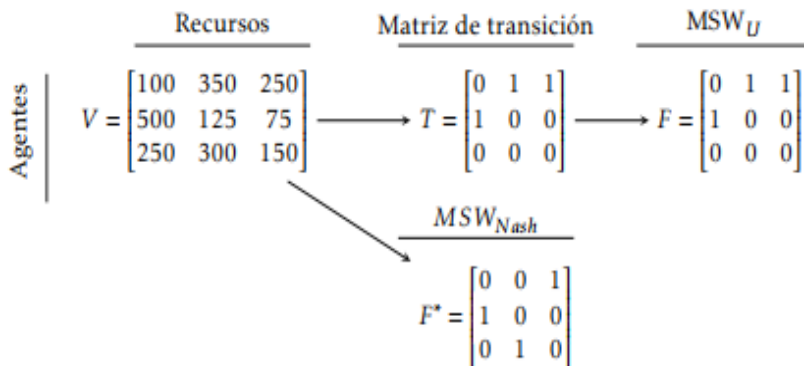 Recursos Matriz de transición MSW_U
Agentes
V = [100 350 250; 500 125 75; 250 300 150] → T = [0 1 1; 1 0 0; 0 0 0] → F = [0 1 1; 1 0 0; 0 0 0]
MSW_Nash
F* = [0 0 1; 1 0 0; 0 1 0]